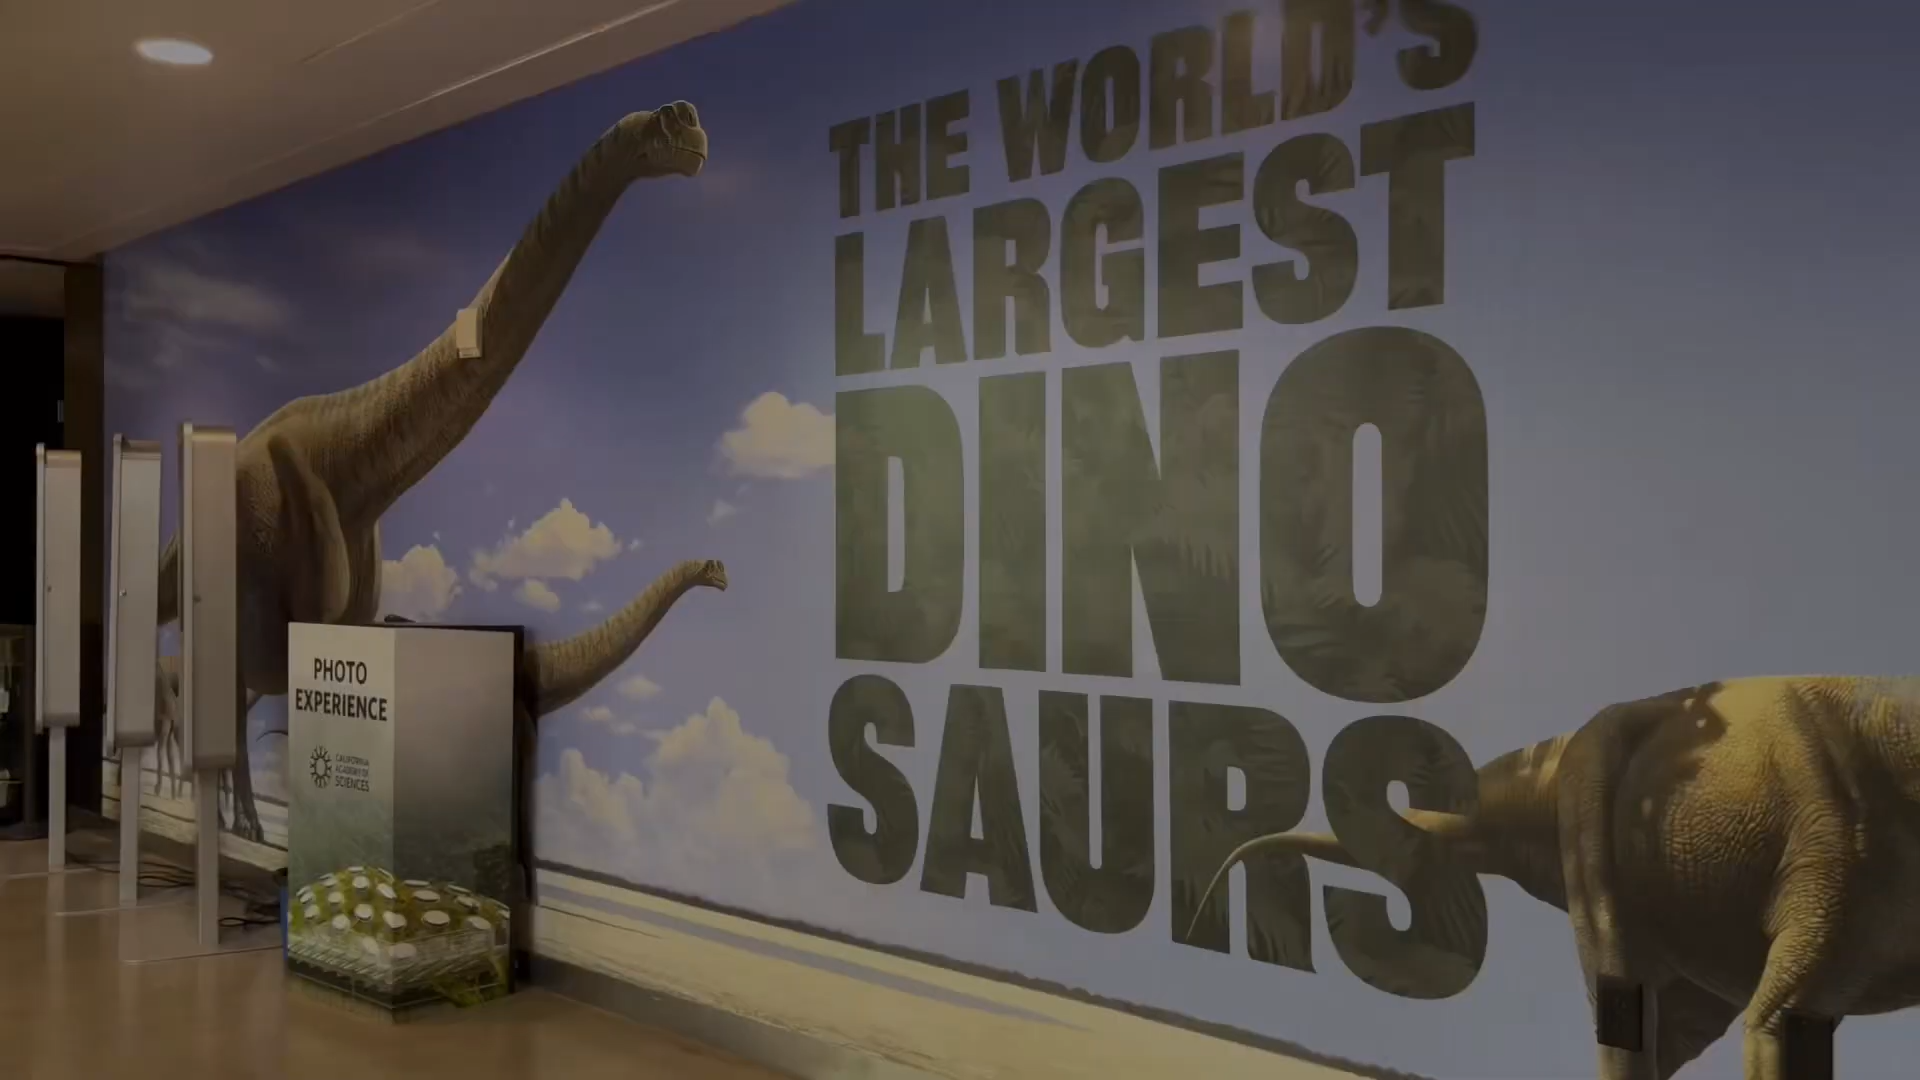 THE WORLD'S
LARGEST
DINO
SAURS
PHOTO
EXPERIENCE
CALIFORNIA
ACADEMY OF
SCIENCES